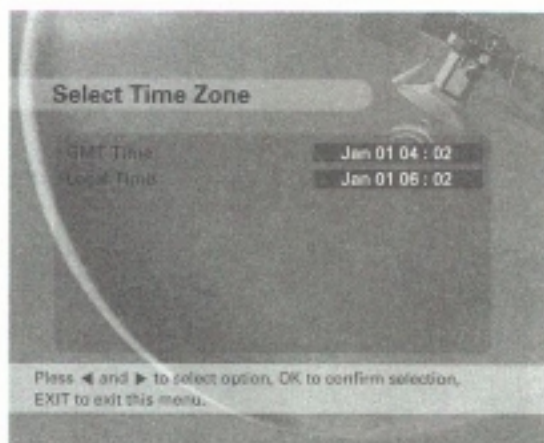 Select Time Zone
GMT Time Jan 01 04 : 02
Local Time Jan 01 06 : 02
Press ◀ and ▶ to select option, OK to confirm selection,
EXIT to exit this menu.